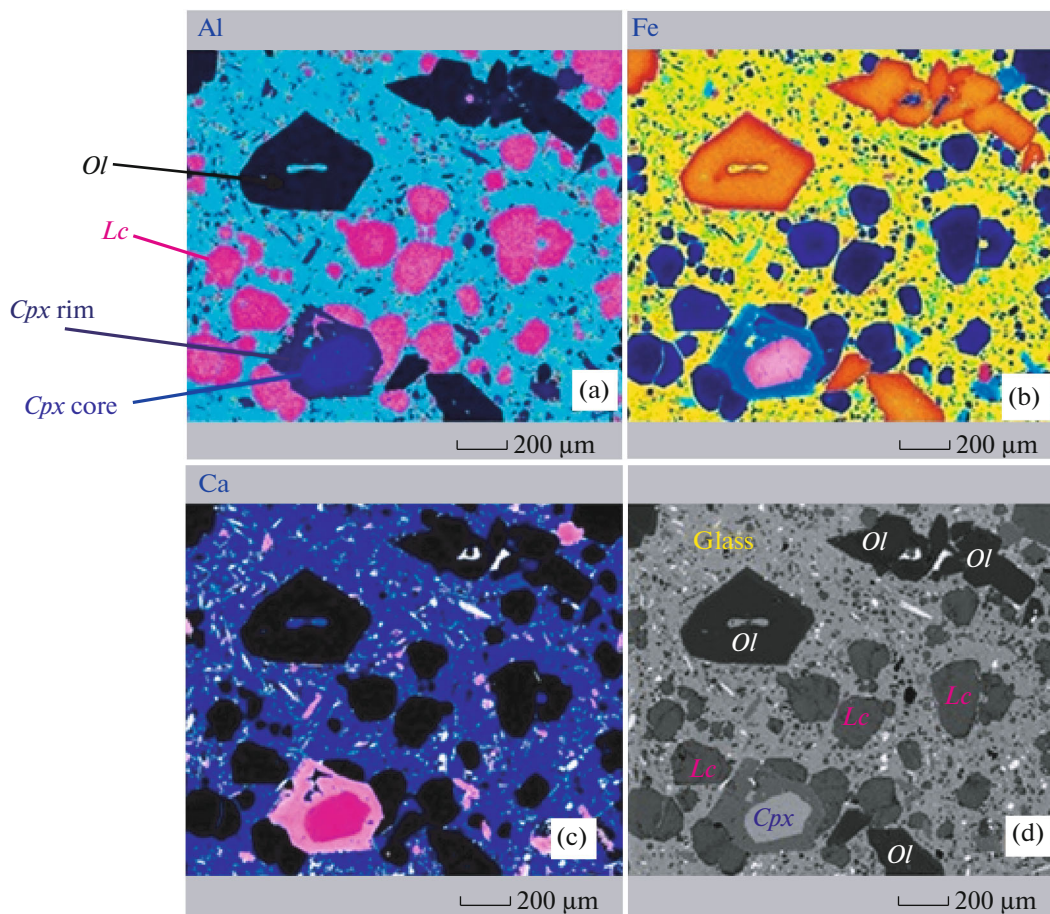 Al
Fe
Ol
Lc
Cpx rim
Cpx core
(a)
(b)
200 µm
200 µm
Ca
Glass
Ol
Ol
Ol
Lc
Lc
Lc
Cpx
Ol
(c)
(d)
200 µm
200 µm